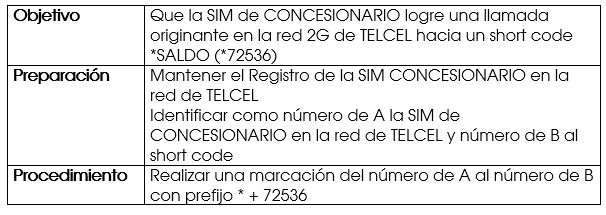 Objetivo
Que la SIM de CONCESIONARIO logre una llamada
originante en la red 2G de TELCEL hacia un short code
*SALDO (*72536)
Preparación
Mantener el Registro de la SIM CONCESIONARIO en la
red de TELCEL
Identificar como número de A la SIM de
CONCESIONARIO en la red de TELCEL y número de B al
short code
Procedimiento
Realizar una marcación del número de A al número de B
con prefijo * + 72536